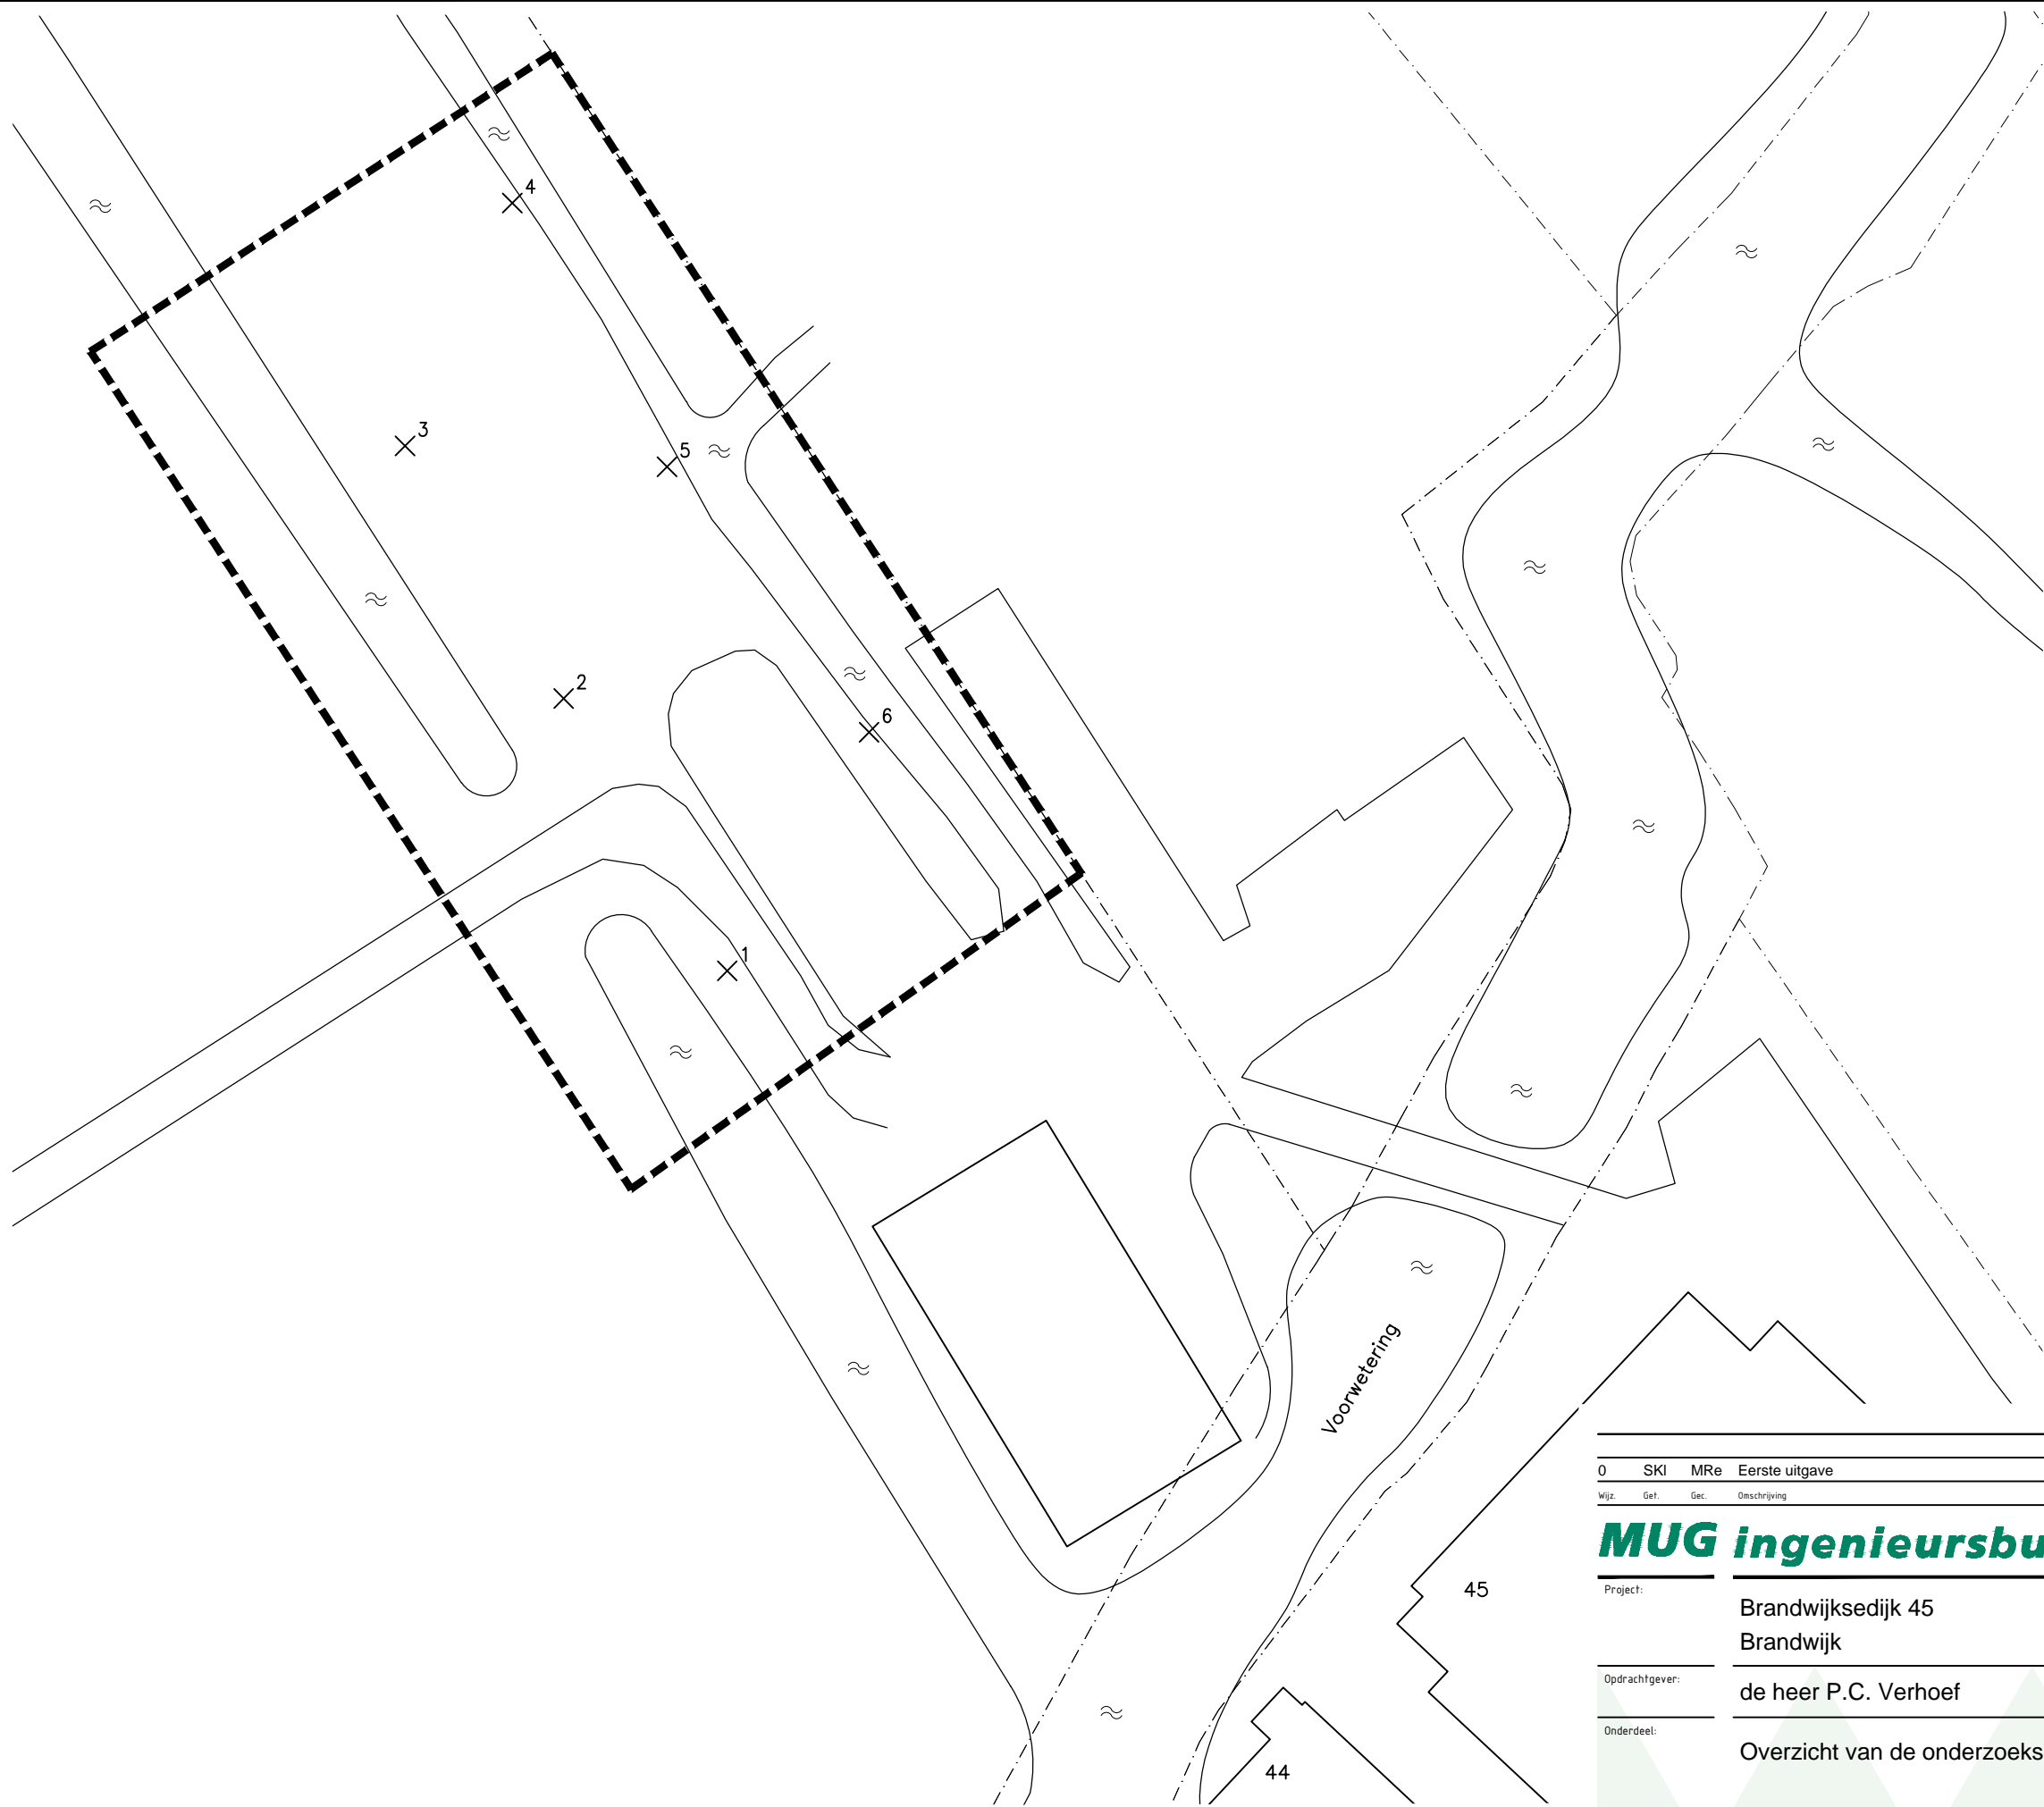 4
3
5
2
6
1
Voorwetering
45
44
0 SKI MRe Eerste uitgave
Wijz. Get. Gec. Omschrijving
MUG ingenieursbu
Project:
Brandwijksedijk 45
Brandwijk
Opdrachtgever:
de heer P.C. Verhoef
Onderdeel:
Overzicht van de onderzoeks